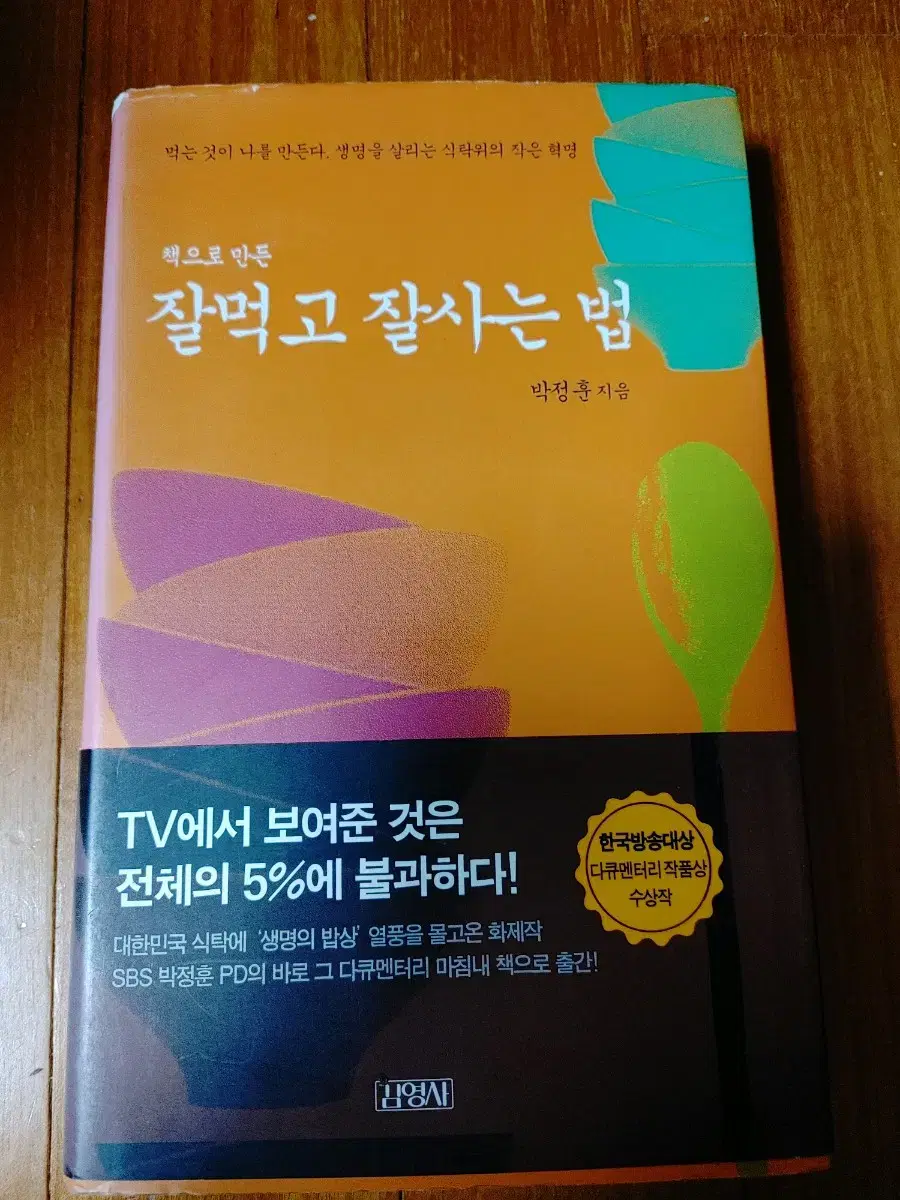 먹는 것이 나를 만든다. 생명을 살리는 식탁위의 작은 혁명
책으로 만든
잘먹고 잘사는 법
박정훈 지음
TV에서 보여준 것은
전체의 5%에 불과하다!
한국방송대상
다큐멘터리 작품상
수상작
대한민국 식탁에 '생명의 밥상' 열풍을 몰고온 화제작
SBS 박정훈 PD의 바로 그 다큐멘터리 마침내 책으로 출간!
김영사